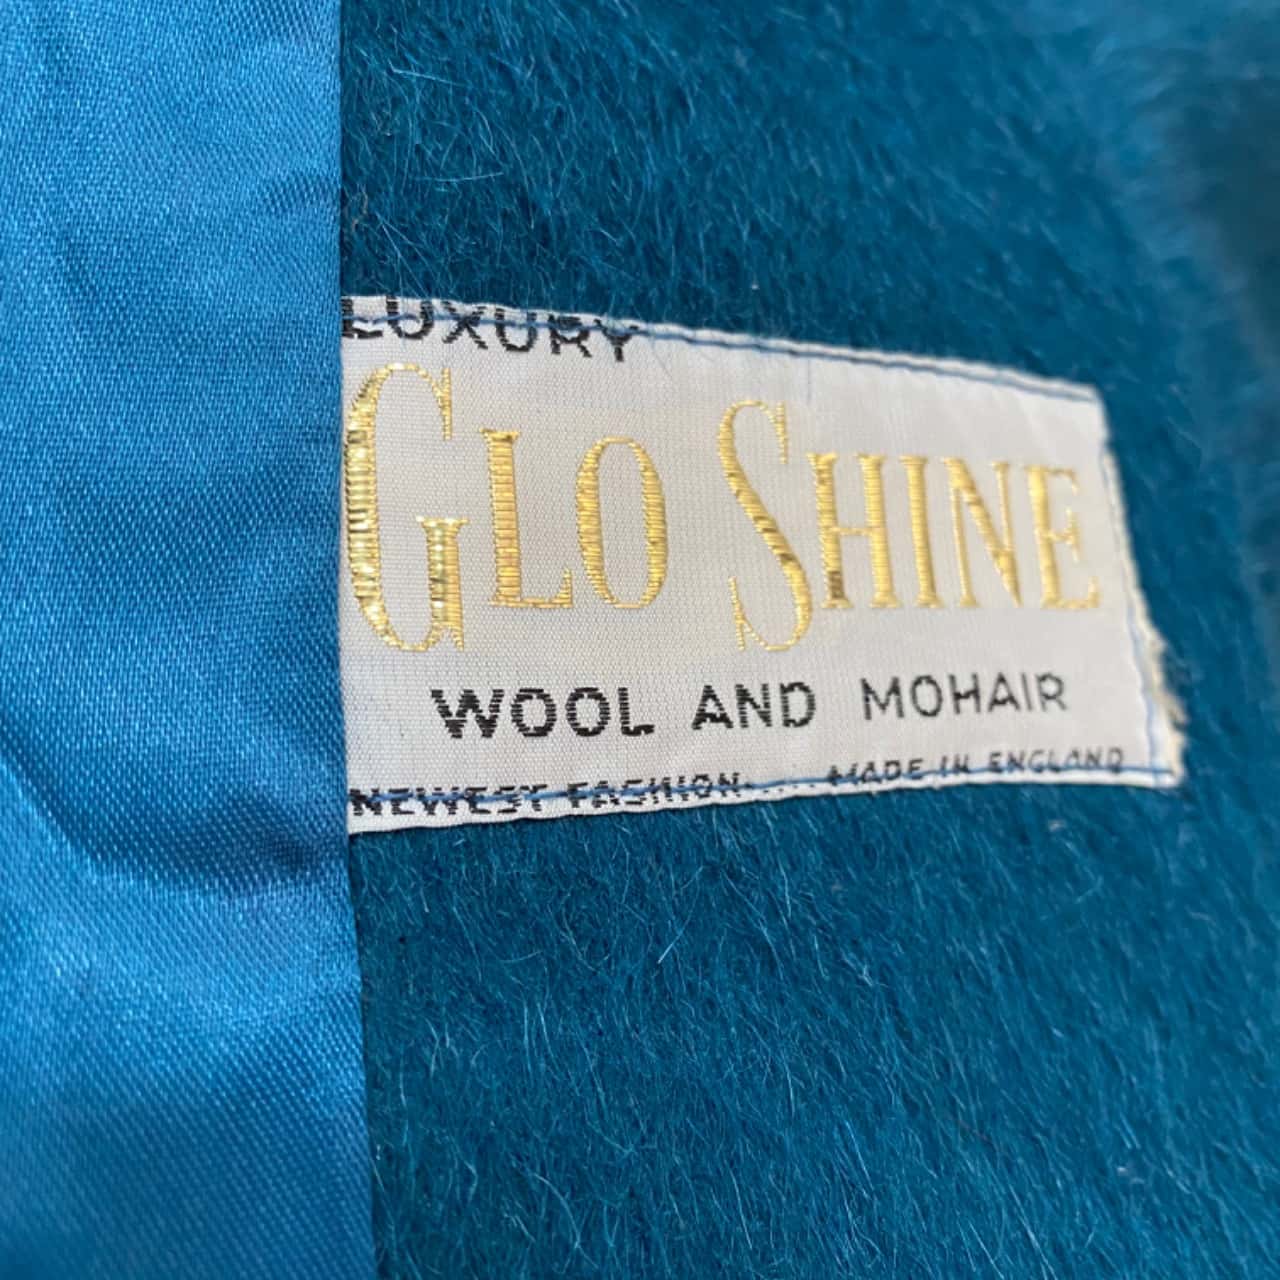 LUXURY
GLO SHINE
WOOL AND MOHAIR
NEWEST FASHION.... MADE IN ENGLAND